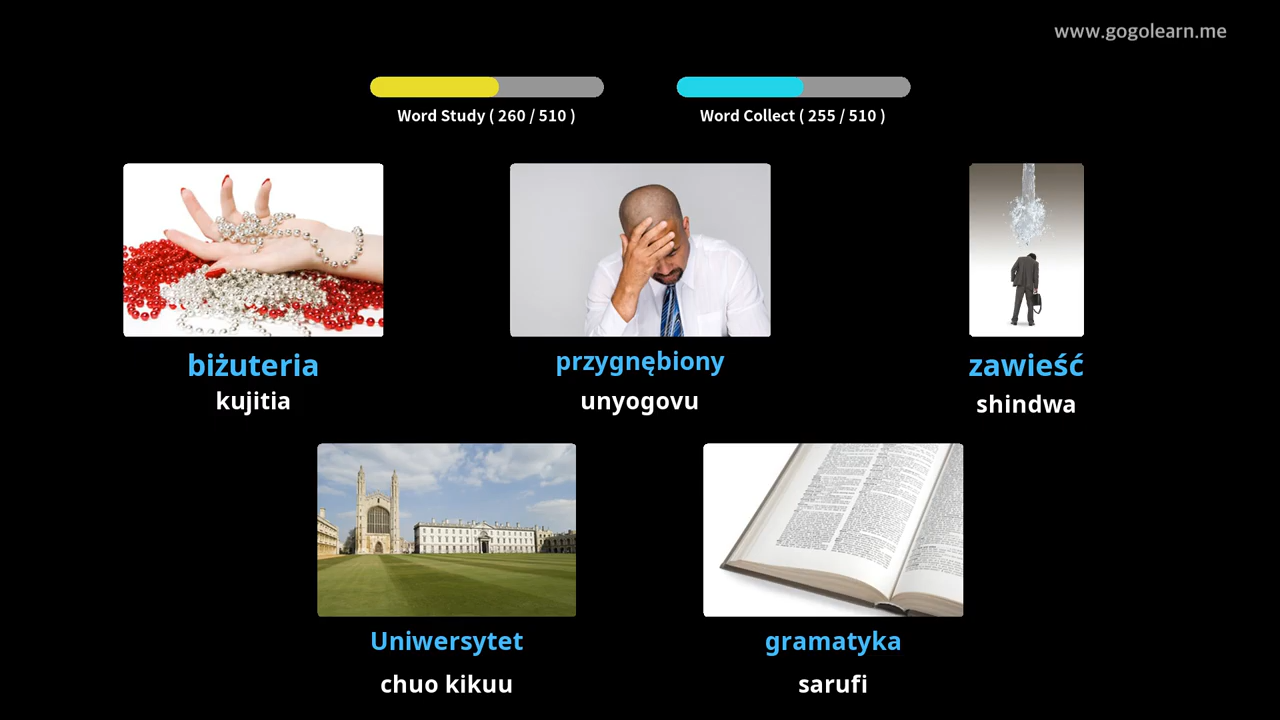 www.gogolearn.me
Word Study ( 260 / 510 )
Word Collect ( 255 / 510 )
biżuteria
kujitia
przygnębiony
unyogovu
zawieść
shindwa
Uniwersytet
chuo kikuu
gramatyka
sarufi